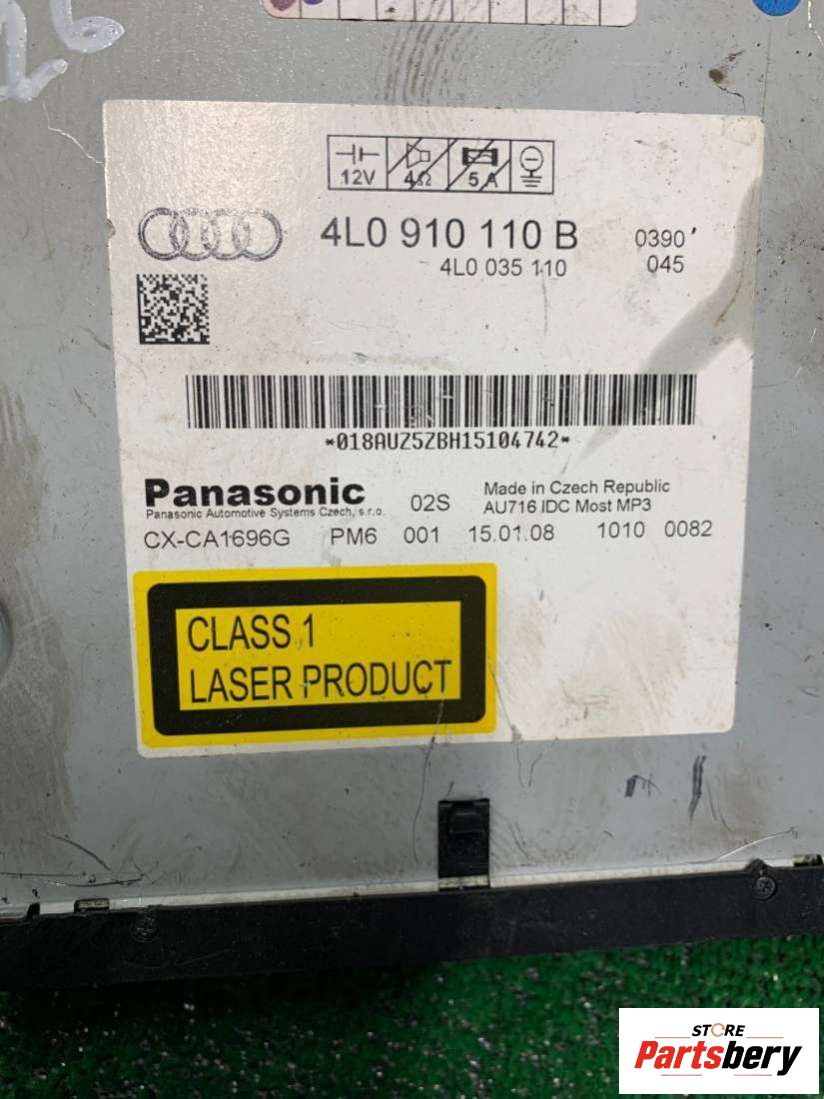 26
12V 4Ω 5A
4L0 910 110 B 0390
4L0 035 110 045
*018AUZ5ZBH15104742*
Panasonic 02S Made in Czech Republic
Panasonic Automotive Systems Czech, s.r.o. AU716 IDC Most MP3
CX-CA1696G PM6 001 15.01.08 1010 0082
CLASS 1
LASER PRODUCT
STORE
Partsbery